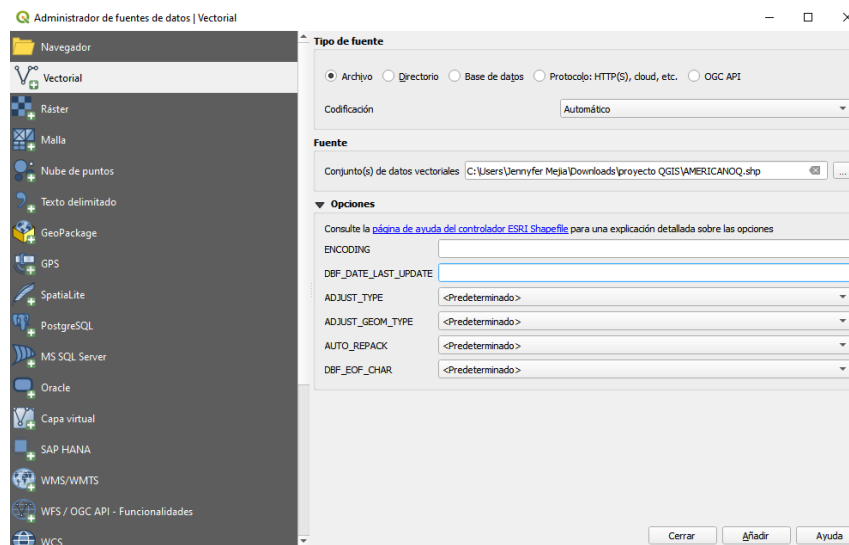 Administrador de fuentes de datos | Vectorial
Navegador
Vectorial
Ráster
Malla
Nube de puntos
Texto delimitado
GeoPackage
GPS
SpatiaLite
PostgreSQL
MS SQL Server
Oracle
Capa virtual
SAP HANA
WMS/WMTS
WFS / OGC API - Funcionalidades
WCS
Tipo de fuente
Archivo Directorio Base de datos Protocolo: HTTP(S), cloud, etc. OGC API
Codificación Automático
Fuente
Conjunto(s) de datos vectoriales C:\Users\Jennyfer Mejia\Downloads\proyecto QGIS\AMERICANOQ.shp ...
Opciones
Consulte la página de ayuda del controlador ESRI Shapefile para una explicación detallada sobre las opciones
ENCODING
DBF_DATE_LAST_UPDATE
ADJUST_TYPE <Predeterminado>
ADJUST_GEOM_TYPE <Predeterminado>
AUTO_REPACK <Predeterminado>
DBF_EOF_CHAR <Predeterminado>
Cerrar Añadir Ayuda